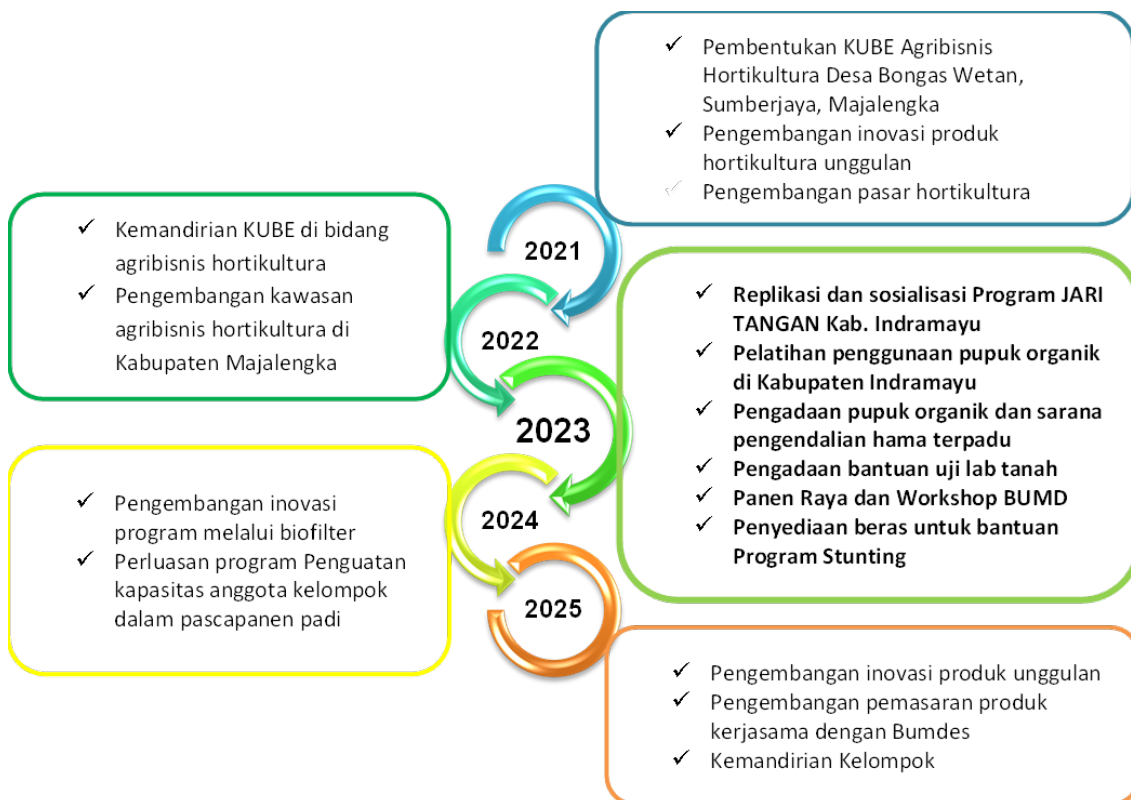 2021
✓ Pembentukan KUBE Agribisnis
Hortikultura Desa Bongas Wetan,
Sumberjaya, Majalengka
✓ Pengembangan inovasi produk
hortikultura unggulan
✓ Pengembangan pasar hortikultura
2022
✓ Kemandirian KUBE di bidang
agribisnis hortikultura
✓ Pengembangan kawasan
agribisnis hortikultura di
Kabupaten Majalengka
2023
✓ Replikasi dan sosialisasi Program JARI
TANGAN Kab. Indramayu
✓ Pelatihan penggunaan pupuk organik
di Kabupaten Indramayu
✓ Pengadaan pupuk organik dan sarana
pengendalian hama terpadu
✓ Pengadaan bantuan uji lab tanah
✓ Panen Raya dan Workshop BUMD
✓ Penyediaan beras untuk bantuan
Program Stunting
2024
✓ Pengembangan inovasi
program melalui biofilter
✓ Perluasan program Penguatan
kapasitas anggota kelompok
dalam pascapanen padi
2025
✓ Pengembangan inovasi produk unggulan
✓ Pengembangan pemasaran produk
kerjasama dengan Bumdes
✓ Kemandirian Kelompok